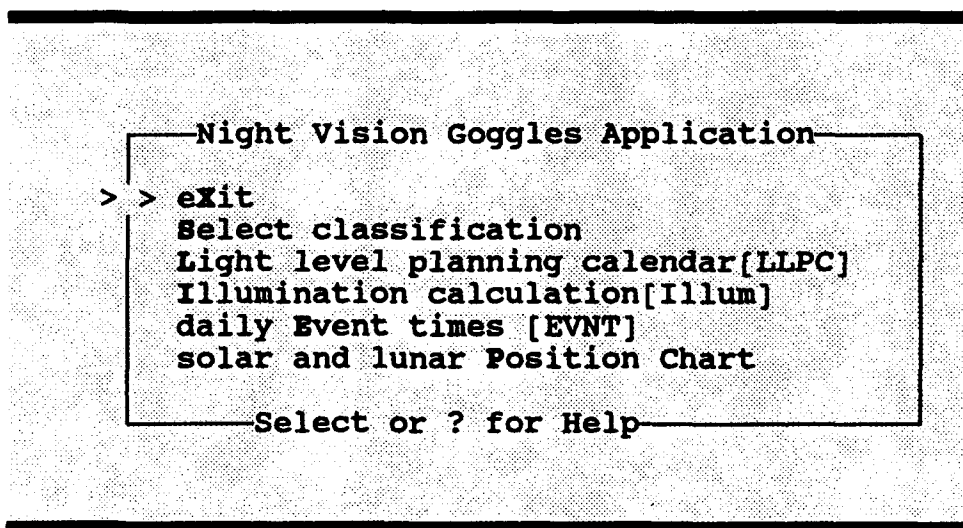 Night Vision Goggles Application
> > eXit
Select classification
Light level planning calendar[LLPC]
Illumination calculation[Illum]
daily Event times [EVNT]
solar and lunar Position Chart
Select or ? for Help